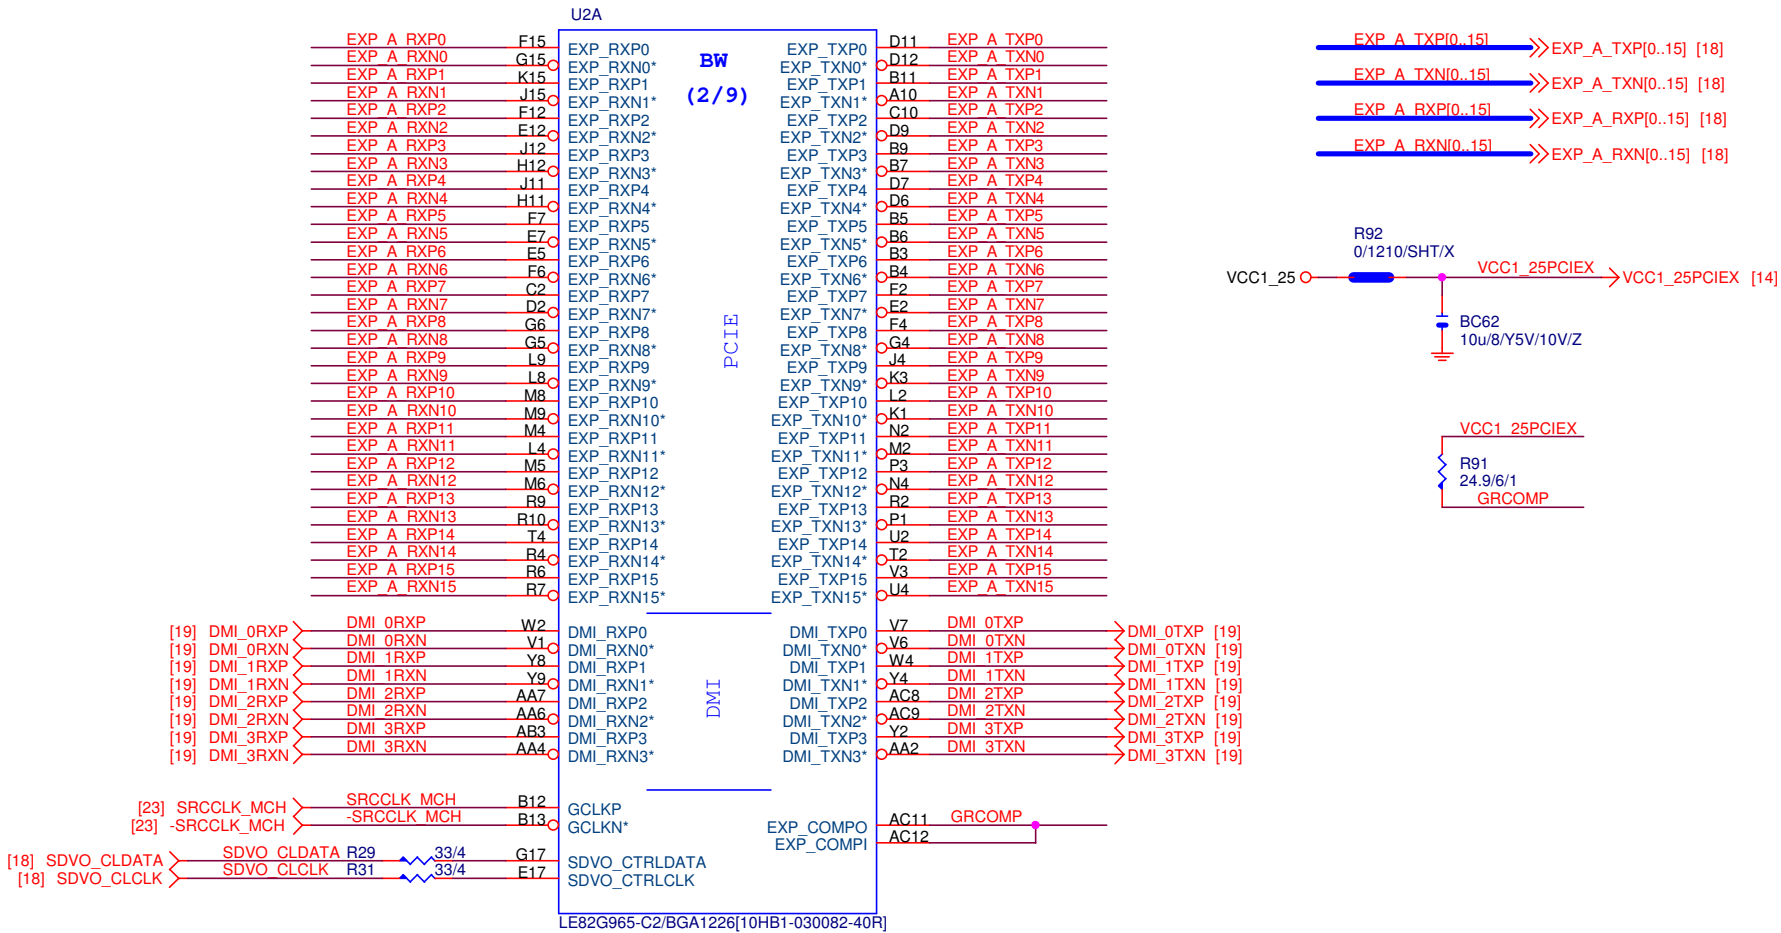 U2A
BW
(2/9)
PCIE
DMI
EXP_A_RXP0 F15 EXP_RXP0 EXP_TXP0 D11 EXP_A_TXP0
EXP_A_RXN0 G15 EXP_RXN0* EXP_TXN0* D12 EXP_A_TXN0
EXP_A_RXP1 K15 EXP_RXP1 EXP_TXP1 B11 EXP_A_TXP1
EXP_A_RXN1 J15 EXP_RXN1* EXP_TXN1* A10 EXP_A_TXN1
EXP_A_RXP2 F12 EXP_RXP2 EXP_TXP2 C10 EXP_A_TXP2
EXP_A_RXN2 E12 EXP_RXN2* EXP_TXN2* D9 EXP_A_TXN2
EXP_A_RXP3 J12 EXP_RXP3 EXP_TXP3 B9 EXP_A_TXP3
EXP_A_RXN3 H12 EXP_RXN3* EXP_TXN3* B7 EXP_A_TXN3
EXP_A_RXP4 J11 EXP_RXP4 EXP_TXP4 D7 EXP_A_TXP4
EXP_A_RXN4 H11 EXP_RXN4* EXP_TXN4* D6 EXP_A_TXN4
EXP_A_RXP5 F7 EXP_RXP5 EXP_TXP5 B5 EXP_A_TXP5
EXP_A_RXN5 E7 EXP_RXN5* EXP_TXN5* B6 EXP_A_TXN5
EXP_A_RXP6 E5 EXP_RXP6 EXP_TXP6 B3 EXP_A_TXP6
EXP_A_RXN6 F6 EXP_RXN6* EXP_TXN6* B4 EXP_A_TXN6
EXP_A_RXP7 C2 EXP_RXP7 EXP_TXP7 F2 EXP_A_TXP7
EXP_A_RXN7 D2 EXP_RXN7* EXP_TXN7* E2 EXP_A_TXN7
EXP_A_RXP8 G6 EXP_RXP8 EXP_TXP8 F4 EXP_A_TXP8
EXP_A_RXN8 G5 EXP_RXN8* EXP_TXN8* G4 EXP_A_TXN8
EXP_A_RXP9 L9 EXP_RXP9 EXP_TXP9 J4 EXP_A_TXP9
EXP_A_RXN9 L8 EXP_RXN9* EXP_TXN9* K3 EXP_A_TXN9
EXP_A_RXP10 M8 EXP_RXP10 EXP_TXP10 L2 EXP_A_TXP10
EXP_A_RXN10 M9 EXP_RXN10* EXP_TXN10* K1 EXP_A_TXN10
EXP_A_RXP11 M4 EXP_RXP11 EXP_TXP11 N2 EXP_A_TXP11
EXP_A_RXN11 L4 EXP_RXN11* EXP_TXN11* M2 EXP_A_TXN11
EXP_A_RXP12 M5 EXP_RXP12 EXP_TXP12 P3 EXP_A_TXP12
EXP_A_RXN12 M6 EXP_RXN12* EXP_TXN12* N4 EXP_A_TXN12
EXP_A_RXP13 R9 EXP_RXP13 EXP_TXP13 R2 EXP_A_TXP13
EXP_A_RXN13 R10 EXP_RXN13* EXP_TXN13* P1 EXP_A_TXN13
EXP_A_RXP14 T4 EXP_RXP14 EXP_TXP14 U2 EXP_A_TXP14
EXP_A_RXN14 R4 EXP_RXN14* EXP_TXN14* T2 EXP_A_TXN14
EXP_A_RXP15 R6 EXP_RXP15 EXP_TXP15 V3 EXP_A_TXP15
EXP_A_RXN15 R7 EXP_RXN15* EXP_TXN15* U4 EXP_A_TXN15
[19] DMI_0RXP DMI_0RXP W2 DMI_RXP0 DMI_TXP0 V7 DMI_0TXP DMI_0TXP [19]
[19] DMI_0RXN DMI_0RXN V1 DMI_RXN0* DMI_TXN0* V6 DMI_0TXN DMI_0TXN [19]
[19] DMI_1RXP DMI_1RXP Y8 DMI_RXP1 DMI_TXP1 W4 DMI_1TXP DMI_1TXP [19]
[19] DMI_1RXN DMI_1RXN Y9 DMI_RXN1* DMI_TXN1* Y4 DMI_1TXN DMI_1TXN [19]
[19] DMI_2RXP DMI_2RXP AA7 DMI_RXP2 DMI_TXP2 AC8 DMI_2TXP DMI_2TXP [19]
[19] DMI_2RXN DMI_2RXN AA6 DMI_RXN2* DMI_TXN2* AC9 DMI_2TXN DMI_2TXN [19]
[19] DMI_3RXP DMI_3RXP AB3 DMI_RXP3 DMI_TXP3 Y2 DMI_3TXP DMI_3TXP [19]
[19] DMI_3RXN DMI_3RXN AA4 DMI_RXN3* DMI_TXN3* AA2 DMI_3TXN DMI_3TXN [19]
[23] SRCCLK_MCH SRCCLK_MCH B12 GCLKP
[23] -SRCCLK_MCH -SRCCLK_MCH B13 GCLKN* EXP_COMPO AC11 GRCOMP
EXP_COMPI AC12
[18] SDVO_CLDATA SDVO_CLDATA R29 33/4 G17 SDVO_CTRLDATA
[18] SDVO_CLCLK SDVO_CLCLK R31 33/4 E17 SDVO_CTRLCLK
LE82G965-C2/BGA1226[10HB1-030082-40R]
EXP_A_TXP[0..15] EXP_A_TXP[0..15] [18]
EXP_A_TXN[0..15] EXP_A_TXN[0..15] [18]
EXP_A_RXP[0..15] EXP_A_RXP[0..15] [18]
EXP_A_RXN[0..15] EXP_A_RXN[0..15] [18]
R92
0/1210/SHT/X
VCC1_25 VCC1_25PCIEX VCC1_25PCIEX [14]
BC62
10u/8/Y5V/10V/Z
VCC1_25PCIEX
R91
24.9/6/1
GRCOMP